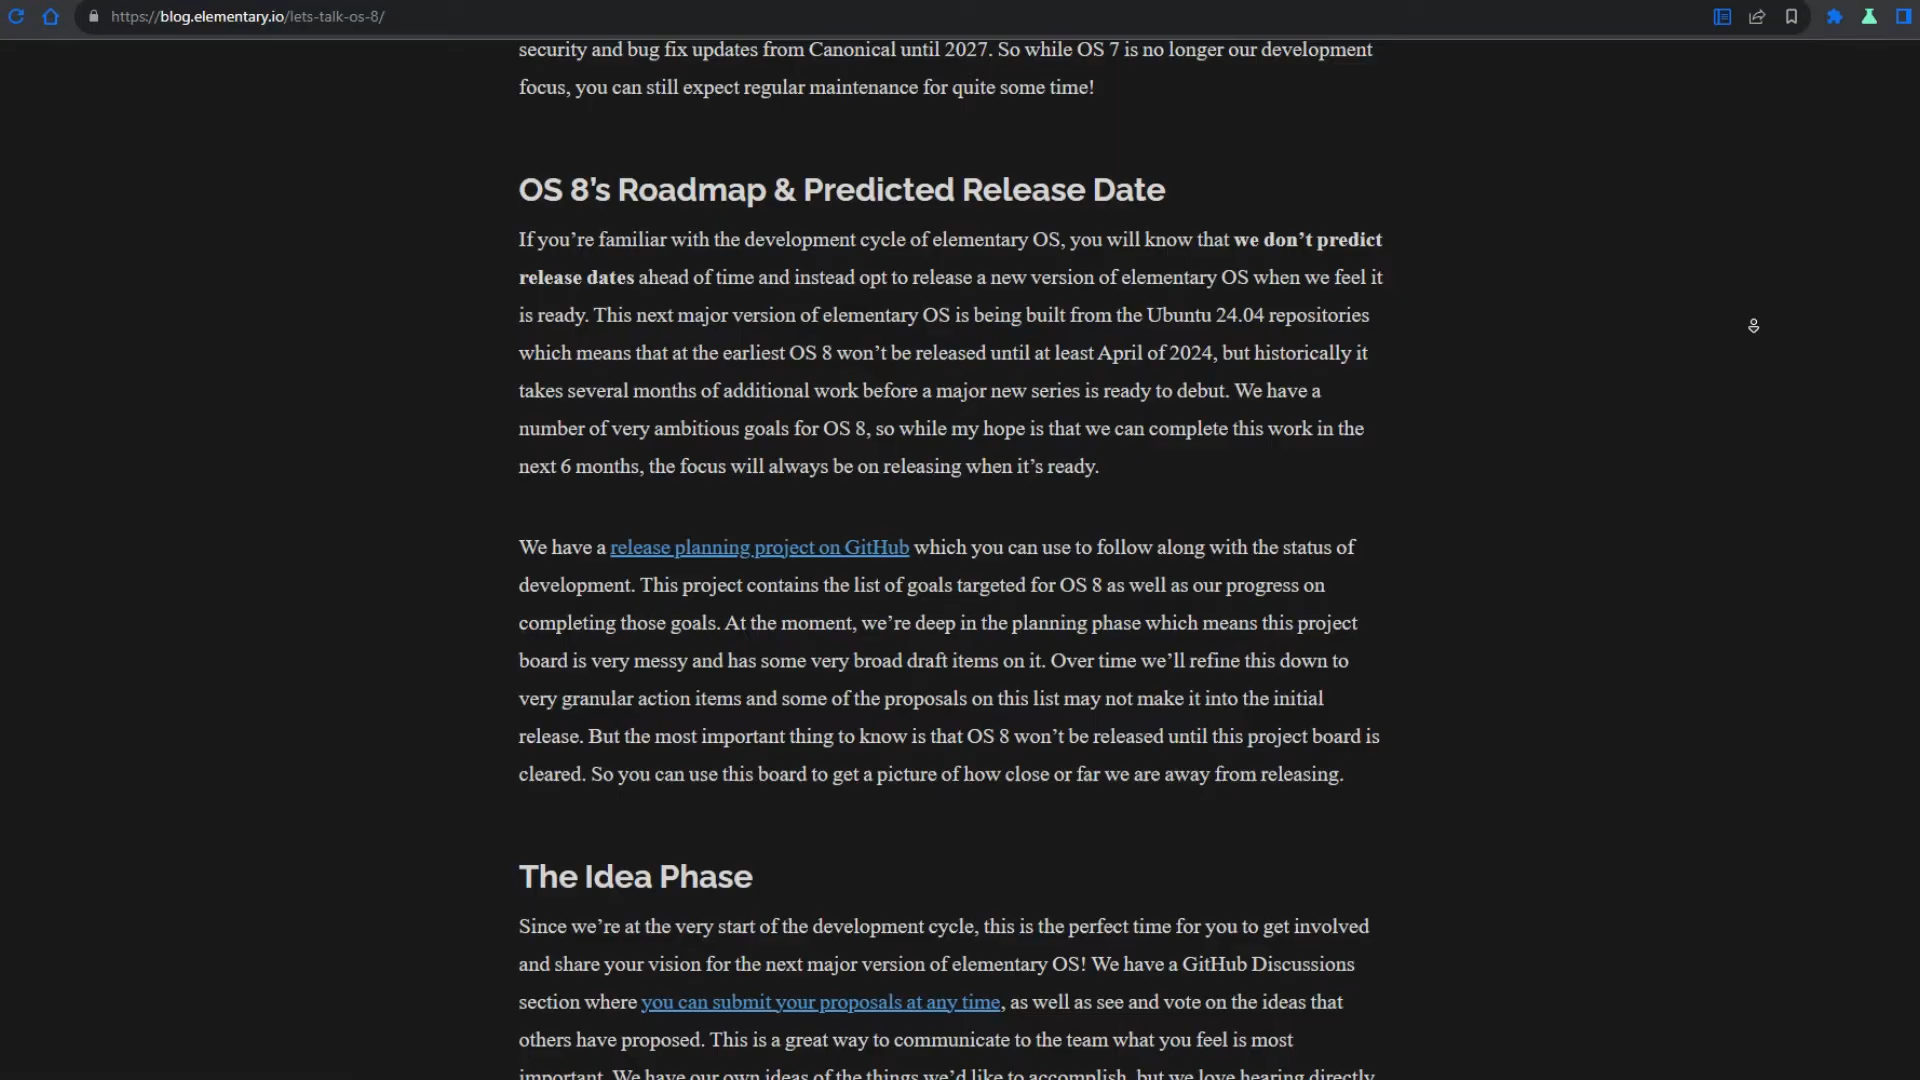 https://blog.elementary.io/lets-talk-os-8/
security and bug fix updates from Canonical until 2027. So while OS 7 is no longer our development
focus, you can still expect regular maintenance for quite some time!
OS 8’s Roadmap & Predicted Release Date
If you’re familiar with the development cycle of elementary OS, you will know that we don’t predict
release dates ahead of time and instead opt to release a new version of elementary OS when we feel it
is ready. This next major version of elementary OS is being built from the Ubuntu 24.04 repositories
which means that at the earliest OS 8 won’t be released until at least April of 2024, but historically it
takes several months of additional work before a major new series is ready to debut. We have a
number of very ambitious goals for OS 8, so while my hope is that we can complete this work in the
next 6 months, the focus will always be on releasing when it’s ready.
We have a release planning project on GitHub which you can use to follow along with the status of
development. This project contains the list of goals targeted for OS 8 as well as our progress on
completing those goals. At the moment, we’re deep in the planning phase which means this project
board is very messy and has some very broad draft items on it. Over time we’ll refine this down to
very granular action items and some of the proposals on this list may not make it into the initial
release. But the most important thing to know is that OS 8 won’t be released until this project board is
cleared. So you can use this board to get a picture of how close or far we are away from releasing.
The Idea Phase
Since we’re at the very start of the development cycle, this is the perfect time for you to get involved
and share your vision for the next major version of elementary OS! We have a GitHub Discussions
section where you can submit your proposals at any time, as well as see and vote on the ideas that
others have proposed. This is a great way to communicate to the team what you feel is most
important. We have our own ideas of the things we’d like to accomplish, but we love hearing directly